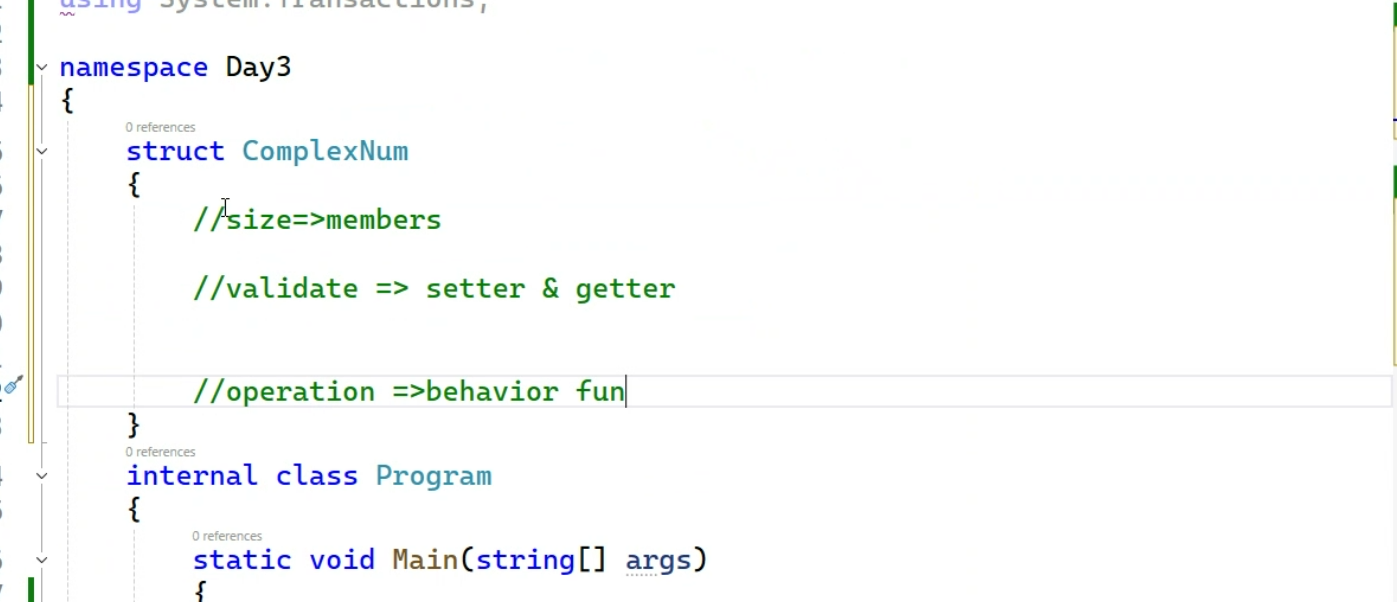 using System.Transactions;
namespace Day3
{
0 references
struct ComplexNum
{
//size=>members
//validate => setter & getter
//operation =>behavior fun
}
0 references
internal class Program
{
0 references
static void Main(string[] args)
{